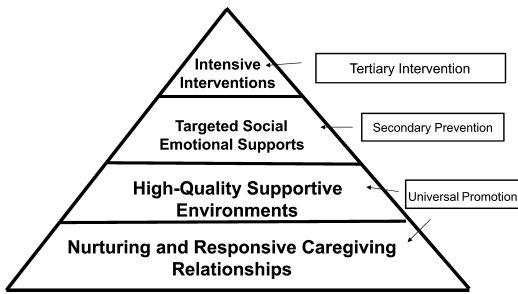 Intensive
Interventions
Tertiary Intervention
Targeted Social
Emotional Supports
Secondary Prevention
High-Quality Supportive
Environments
Universal Promotion
Nurturing and Responsive Caregiving
Relationships